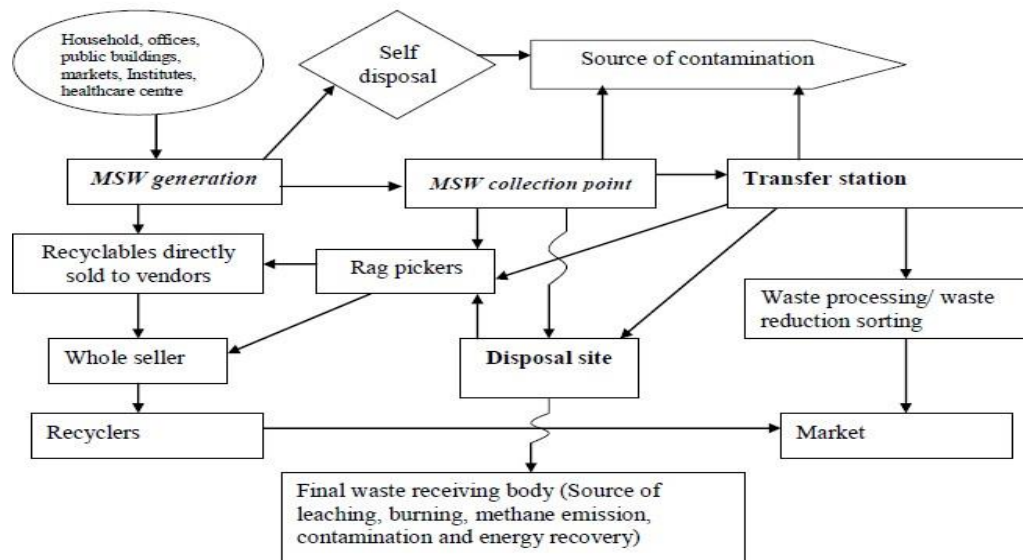 Household, offices,
public buildings,
markets, Institutes,
healthcare centre
Self
disposal
Source of contamination
MSW generation
MSW collection point
Transfer station
Recyclables directly
sold to vendors
Rag pickers
Waste processing/ waste
reduction sorting
Whole seller
Disposal site
Recyclers
Market
Final waste receiving body (Source of
leaching, burning, methane emission,
contamination and energy recovery)